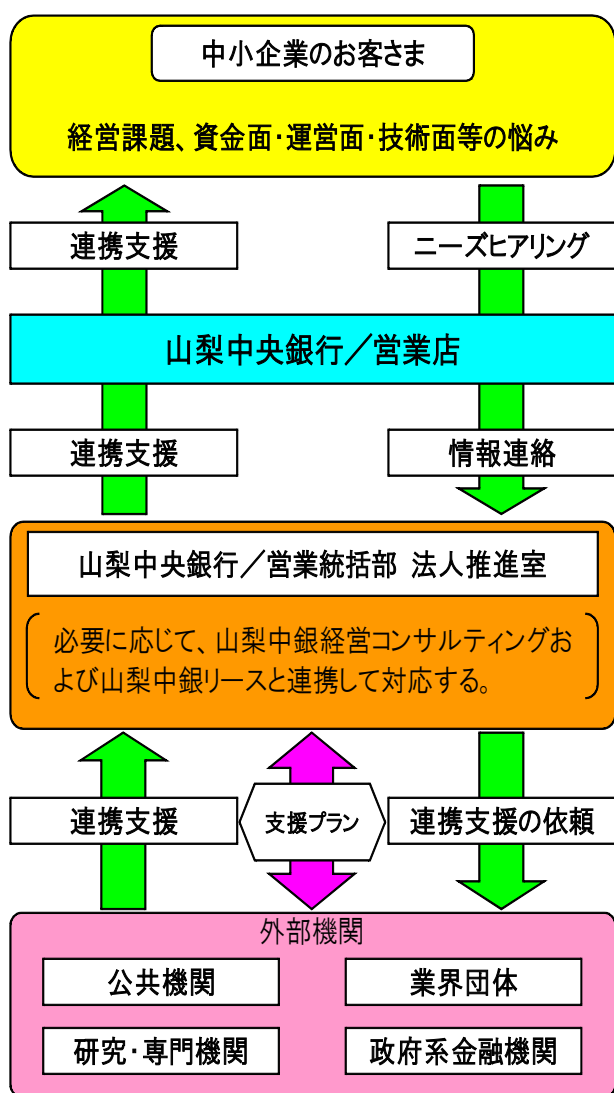 中小企業のお客さま
経営課題、資金面・運営面・技術面等の悩み
連携支援
ニーズヒアリング
山梨中央銀行／営業店
連携支援
情報連絡
山梨中央銀行／営業統括部 法人推進室
必要に応じて、山梨中銀経営コンサルティングお
よび山梨中銀リースと連携して対応する。
連携支援
支援プラン
連携支援の依頼
外部機関
公共機関
業界団体
研究・専門機関
政府系金融機関